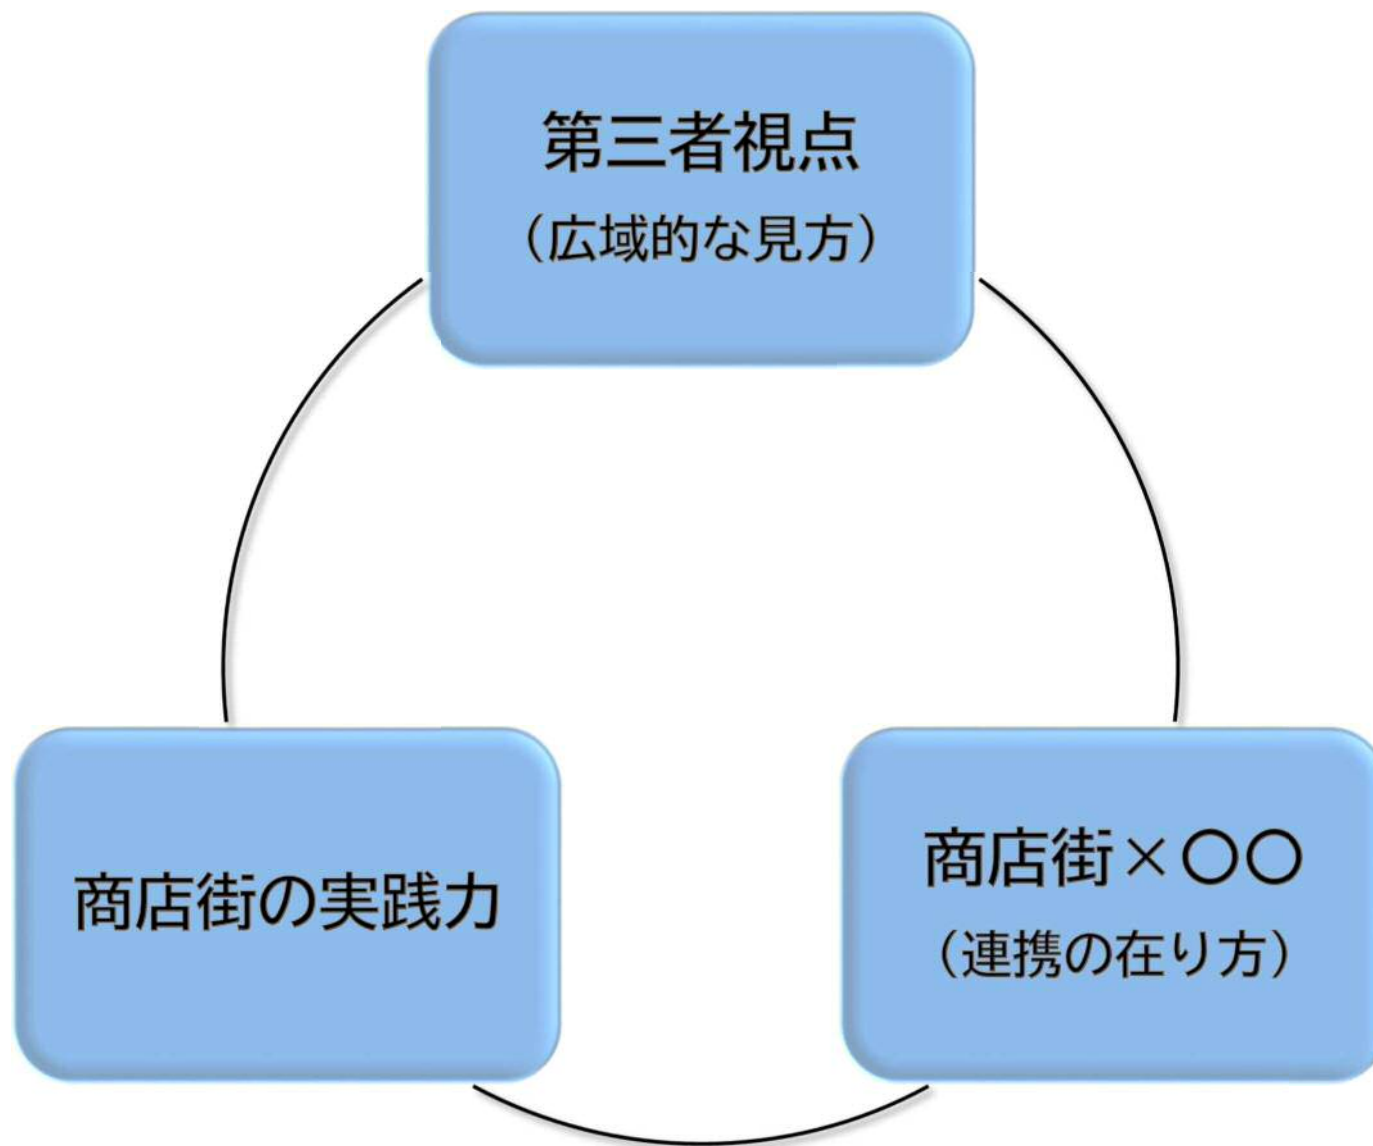 第三者視点
（広域的な見方）
商店街の実践力
商店街×〇〇
（連携の在り方）